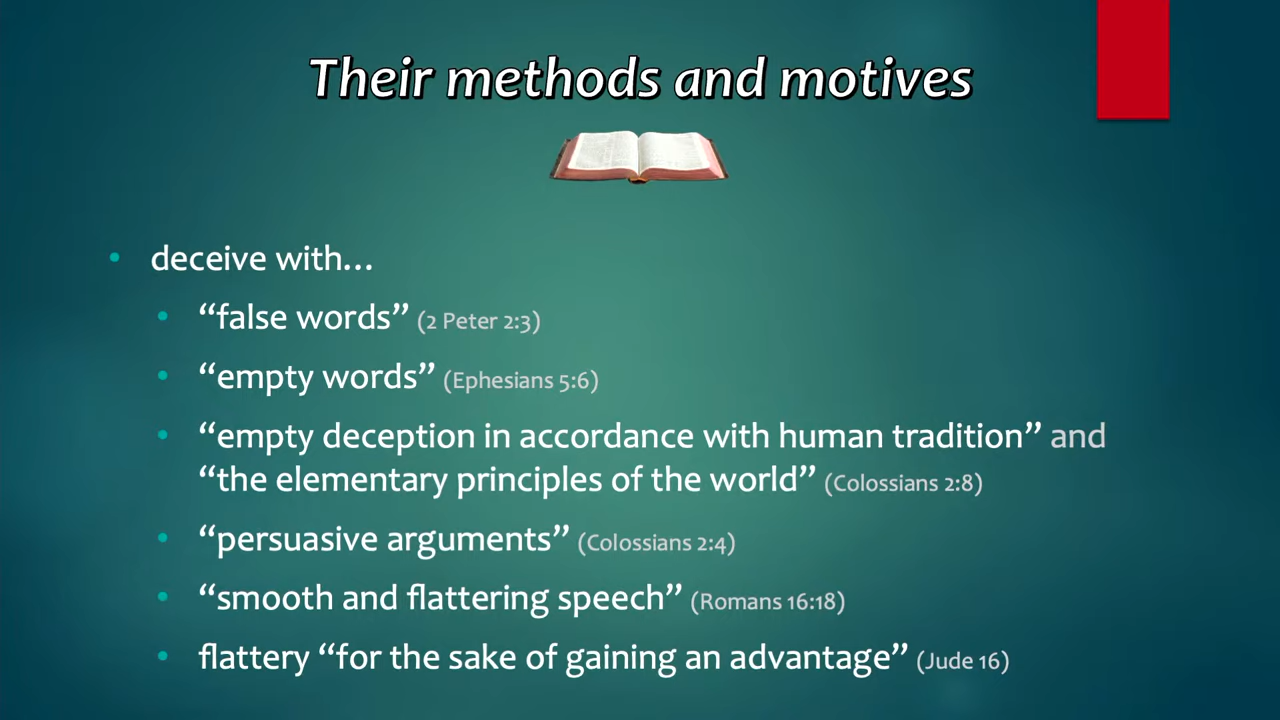 Their methods and motives
• deceive with...
• “false words” (2 Peter 2:3)
• “empty words” (Ephesians 5:6)
• “empty deception in accordance with human tradition” and
“the elementary principles of the world” (Colossians 2:8)
• “persuasive arguments” (Colossians 2:4)
• “smooth and flattering speech” (Romans 16:18)
• flattery “for the sake of gaining an advantage” (Jude 16)